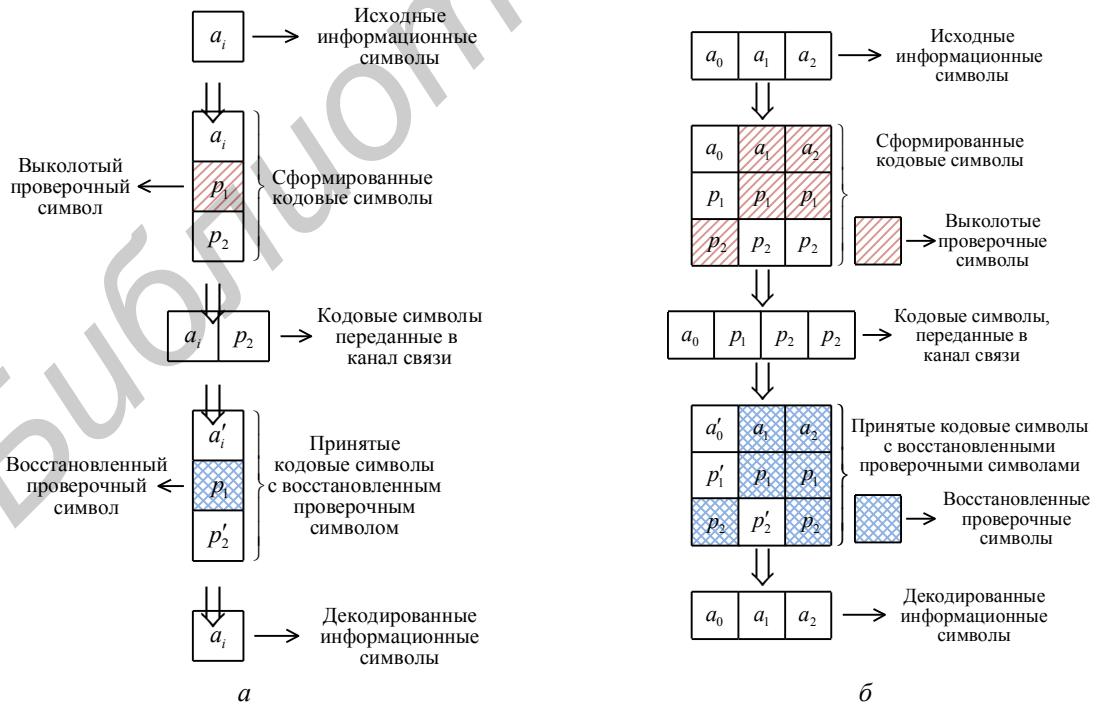 a_i
Исходные
информационные
символы
a_i
p_1
p_2
Выколотый
проверочный
символ
Сформированные
кодовые символы
a_i p_2
Кодовые символы
переданные в
канал связи
a′_i
p_1
p′_2
Восстановленный
проверочный
символ
Принятые
кодовые символы
с восстановленным
проверочным
символом
a_i
Декодированные
информационные
символы
а
a_0 a_1 a_2
Исходные
информационные
символы
a_0 a_1 a_2
p_1 p_1 p_1
p_2 p_2 p_2
Сформированные
кодовые символы
Выколотые
проверочные
символы
a_0 p_1 p_2 p_2
Кодовые символы,
переданные в
канал связи
a′_0 a_1 a_2
p′_1 p_1 p_1
p_2 p′_2 p_2
Принятые кодовые символы
с восстановленными
проверочными символами
Восстановленные
проверочные
символы
a_0 a_1 a_2
Декодированные
информационные
символы
б
Библиот